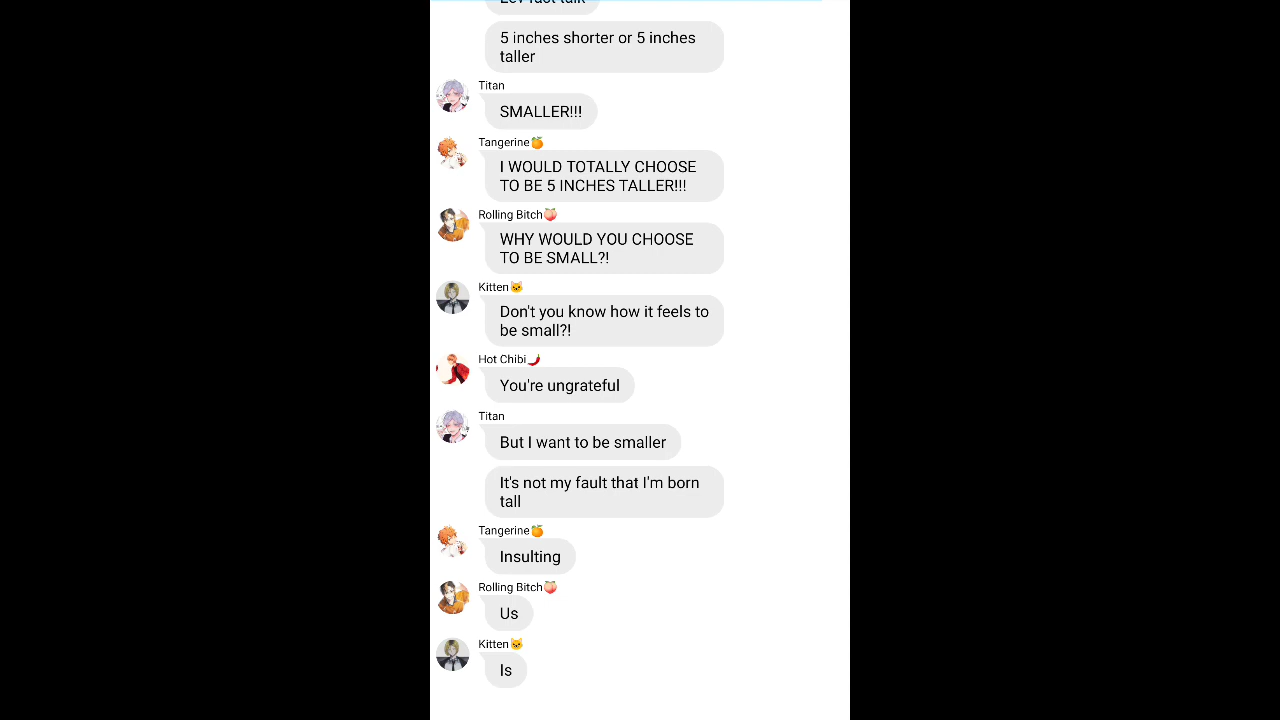 5 inches shorter or 5 inches
taller
Titan
SMALLER!!!
Tangerine🍊
I WOULD TOTALLY CHOOSE
TO BE 5 INCHES TALLER!!!
Rolling Bitch🍑
WHY WOULD YOU CHOOSE
TO BE SMALL?!
Kitten🐱
Don't you know how it feels to
be small?!
Hot Chibi🌶️
You're ungrateful
Titan
But I want to be smaller
It's not my fault that I'm born
tall
Tangerine🍊
Insulting
Rolling Bitch🍑
Us
Kitten🐱
Is